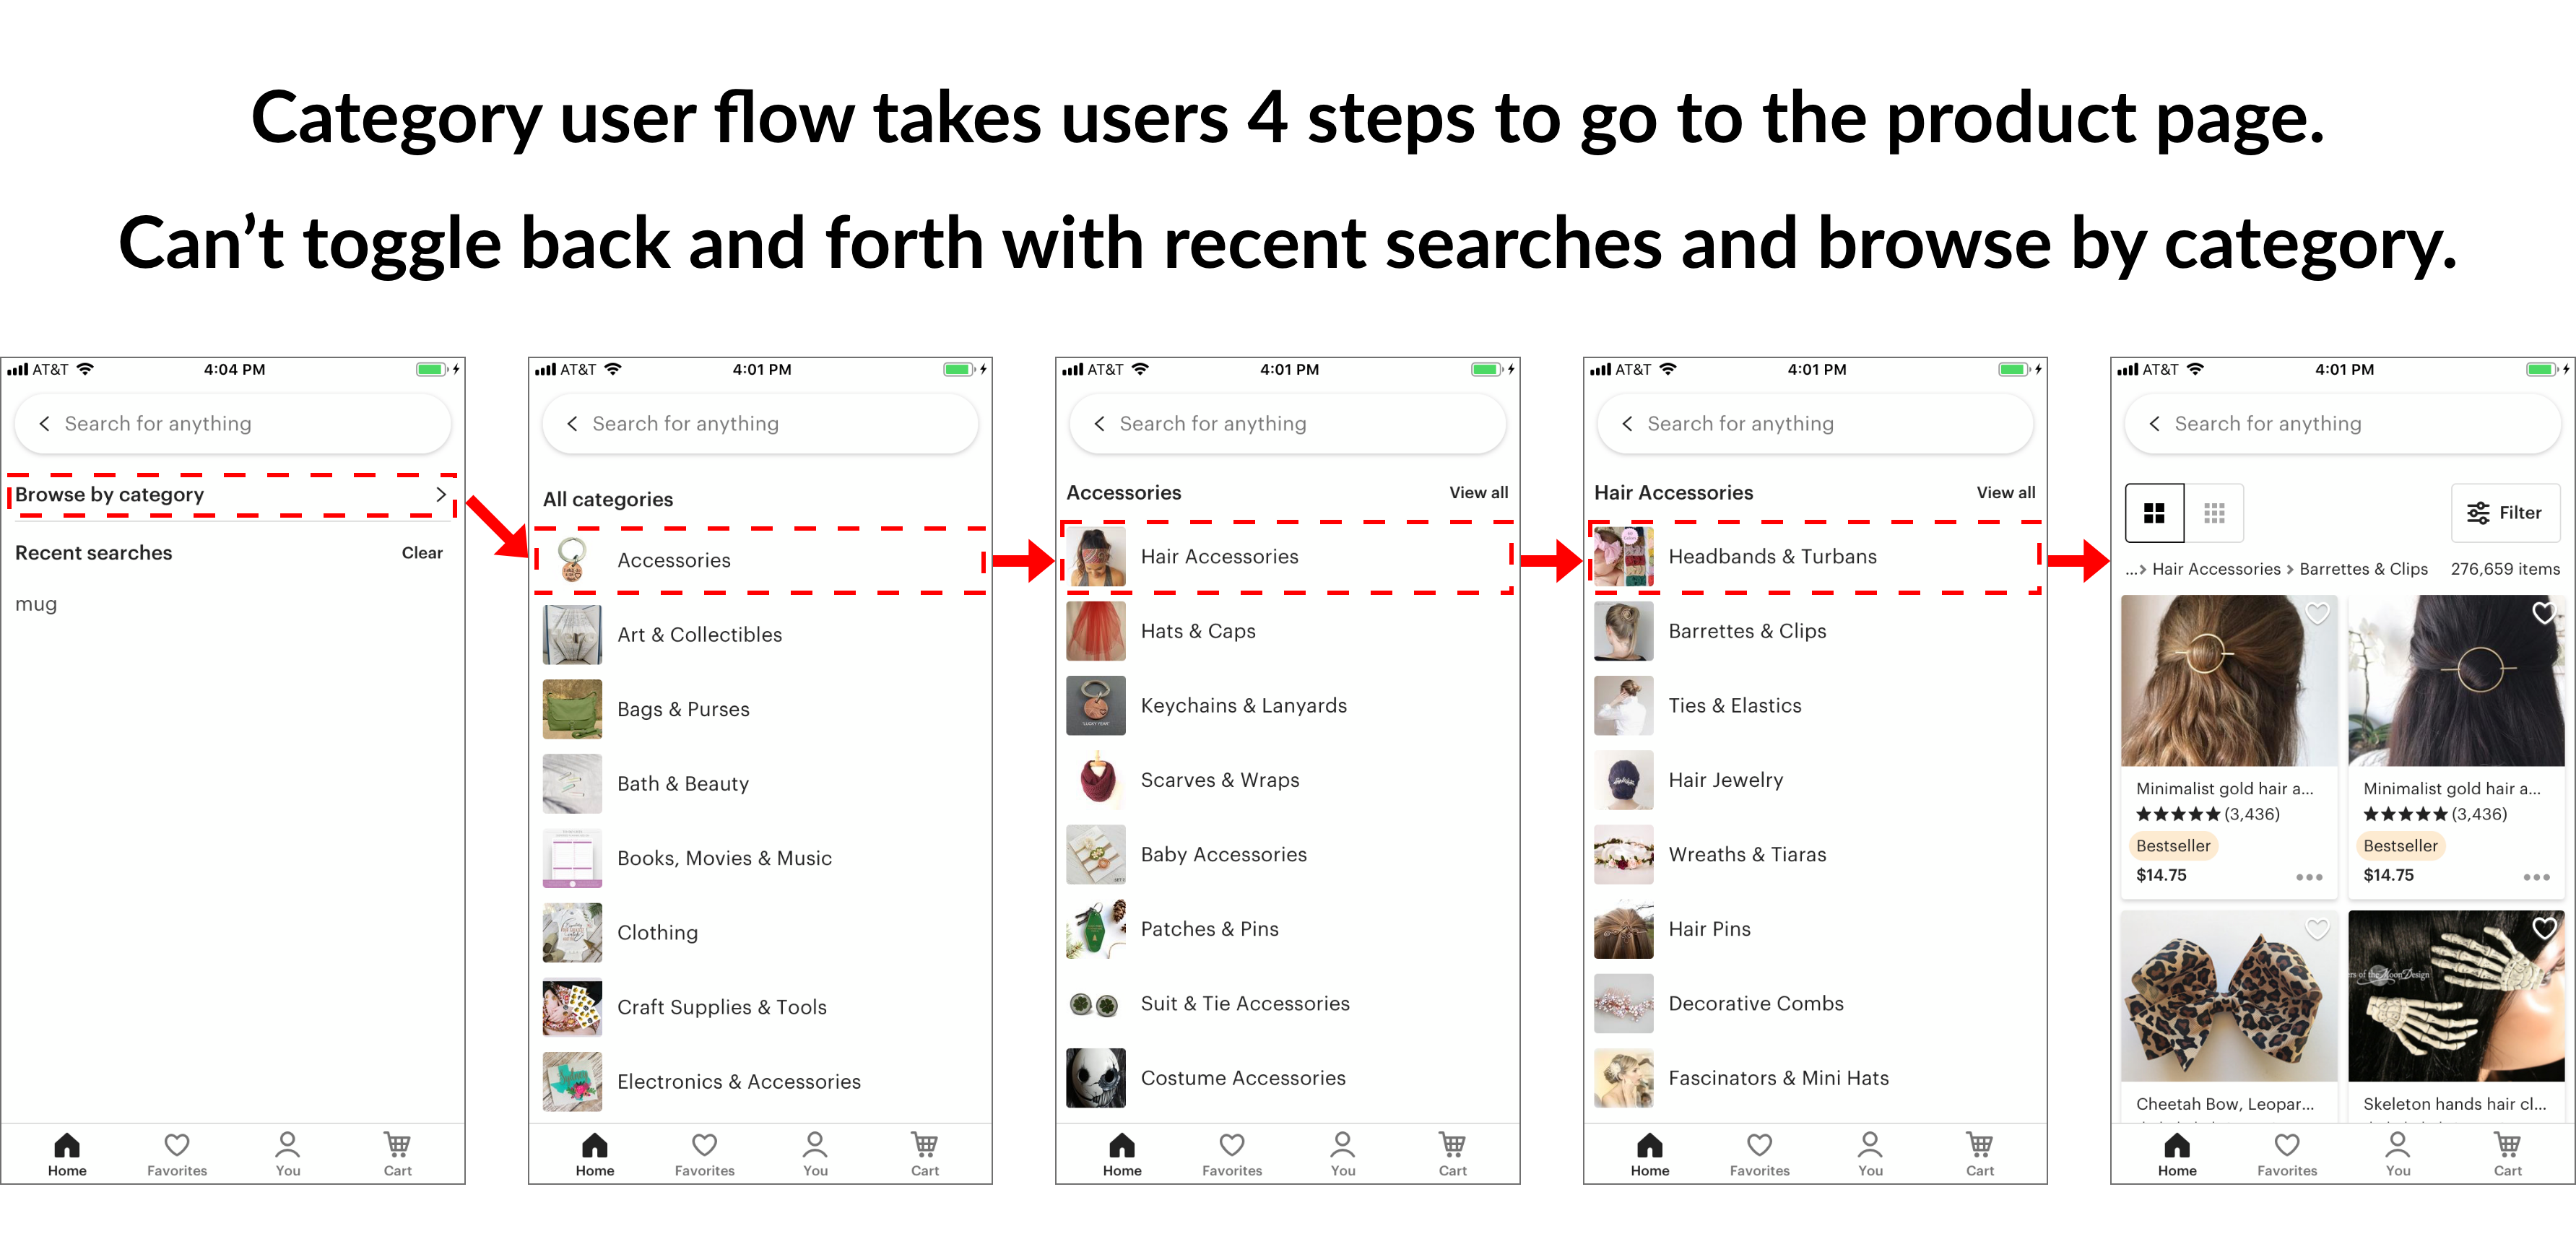 Category user flow takes users 4 steps to go to the product page.
Can't toggle back and forth with recent searches and browse by category.
AT&T 4:04 PM
Search for anything
Browse by category
Recent searches Clear
mug
Home Favorites You Cart
AT&T 4:01 PM
Search for anything
All categories
Accessories
Art & Collectibles
Bags & Purses
Bath & Beauty
Books, Movies & Music
Clothing
Craft Supplies & Tools
Electronics & Accessories
Home Favorites You Cart
AT&T 4:01 PM
Search for anything
Accessories View all
Hair Accessories
Hats & Caps
Keychains & Lanyards
Scarves & Wraps
Baby Accessories
Patches & Pins
Suit & Tie Accessories
Costume Accessories
Home Favorites You Cart
AT&T 4:01 PM
Search for anything
Hair Accessories View all
Headbands & Turbans
Barrettes & Clips
Ties & Elastics
Hair Jewelry
Wreaths & Tiaras
Hair Pins
Decorative Combs
Fascinators & Mini Hats
Home Favorites You Cart
AT&T 4:01 PM
Search for anything
Filter
...> Hair Accessories > Barrettes & Clips 276,659 items
Minimalist gold hair a... Minimalist gold hair a...
(3,436) (3,436)
Bestseller Bestseller
$14.75 $14.75
Cheetah Bow, Leopar... Skeleton hands hair cl...
Home Favorites You Cart